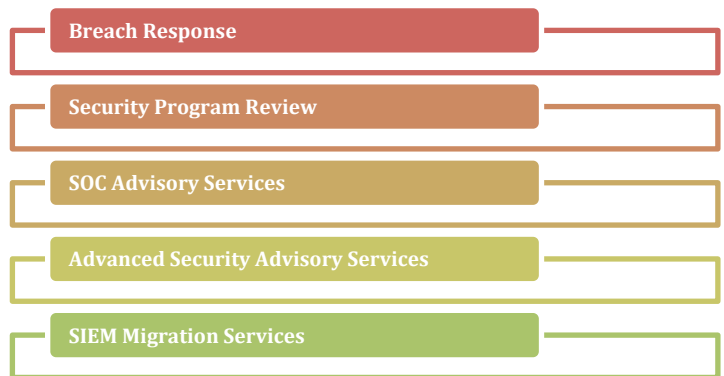 Breach Response
Security Program Review
SOC Advisory Services
Advanced Security Advisory Services
SIEM Migration Services